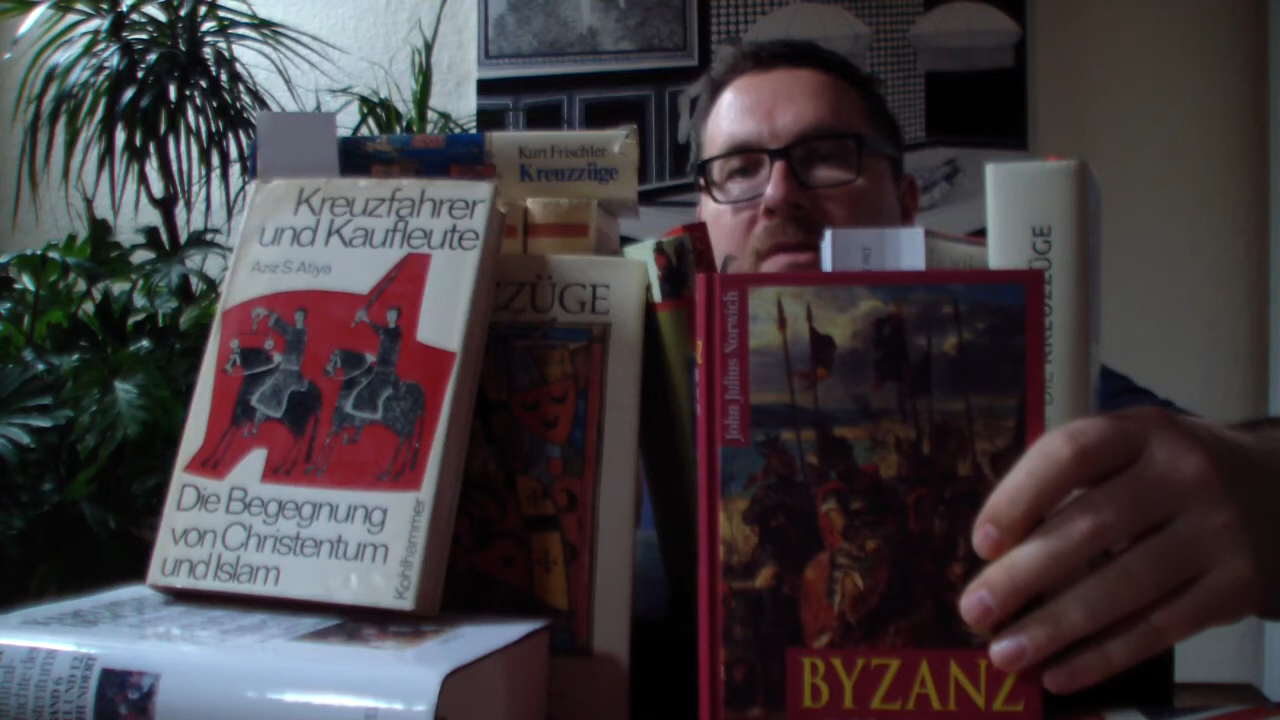 Kurt Frischler
Kreuzzüge
Kreuzfahrer
und Kaufleute
Aziz S. Atiya
Die Begegnung
von Christentum
und Islam
Kohlhammer
ZZÜGE
John Julius Norwich
BYZANZ
DIE KREUZZÜGE